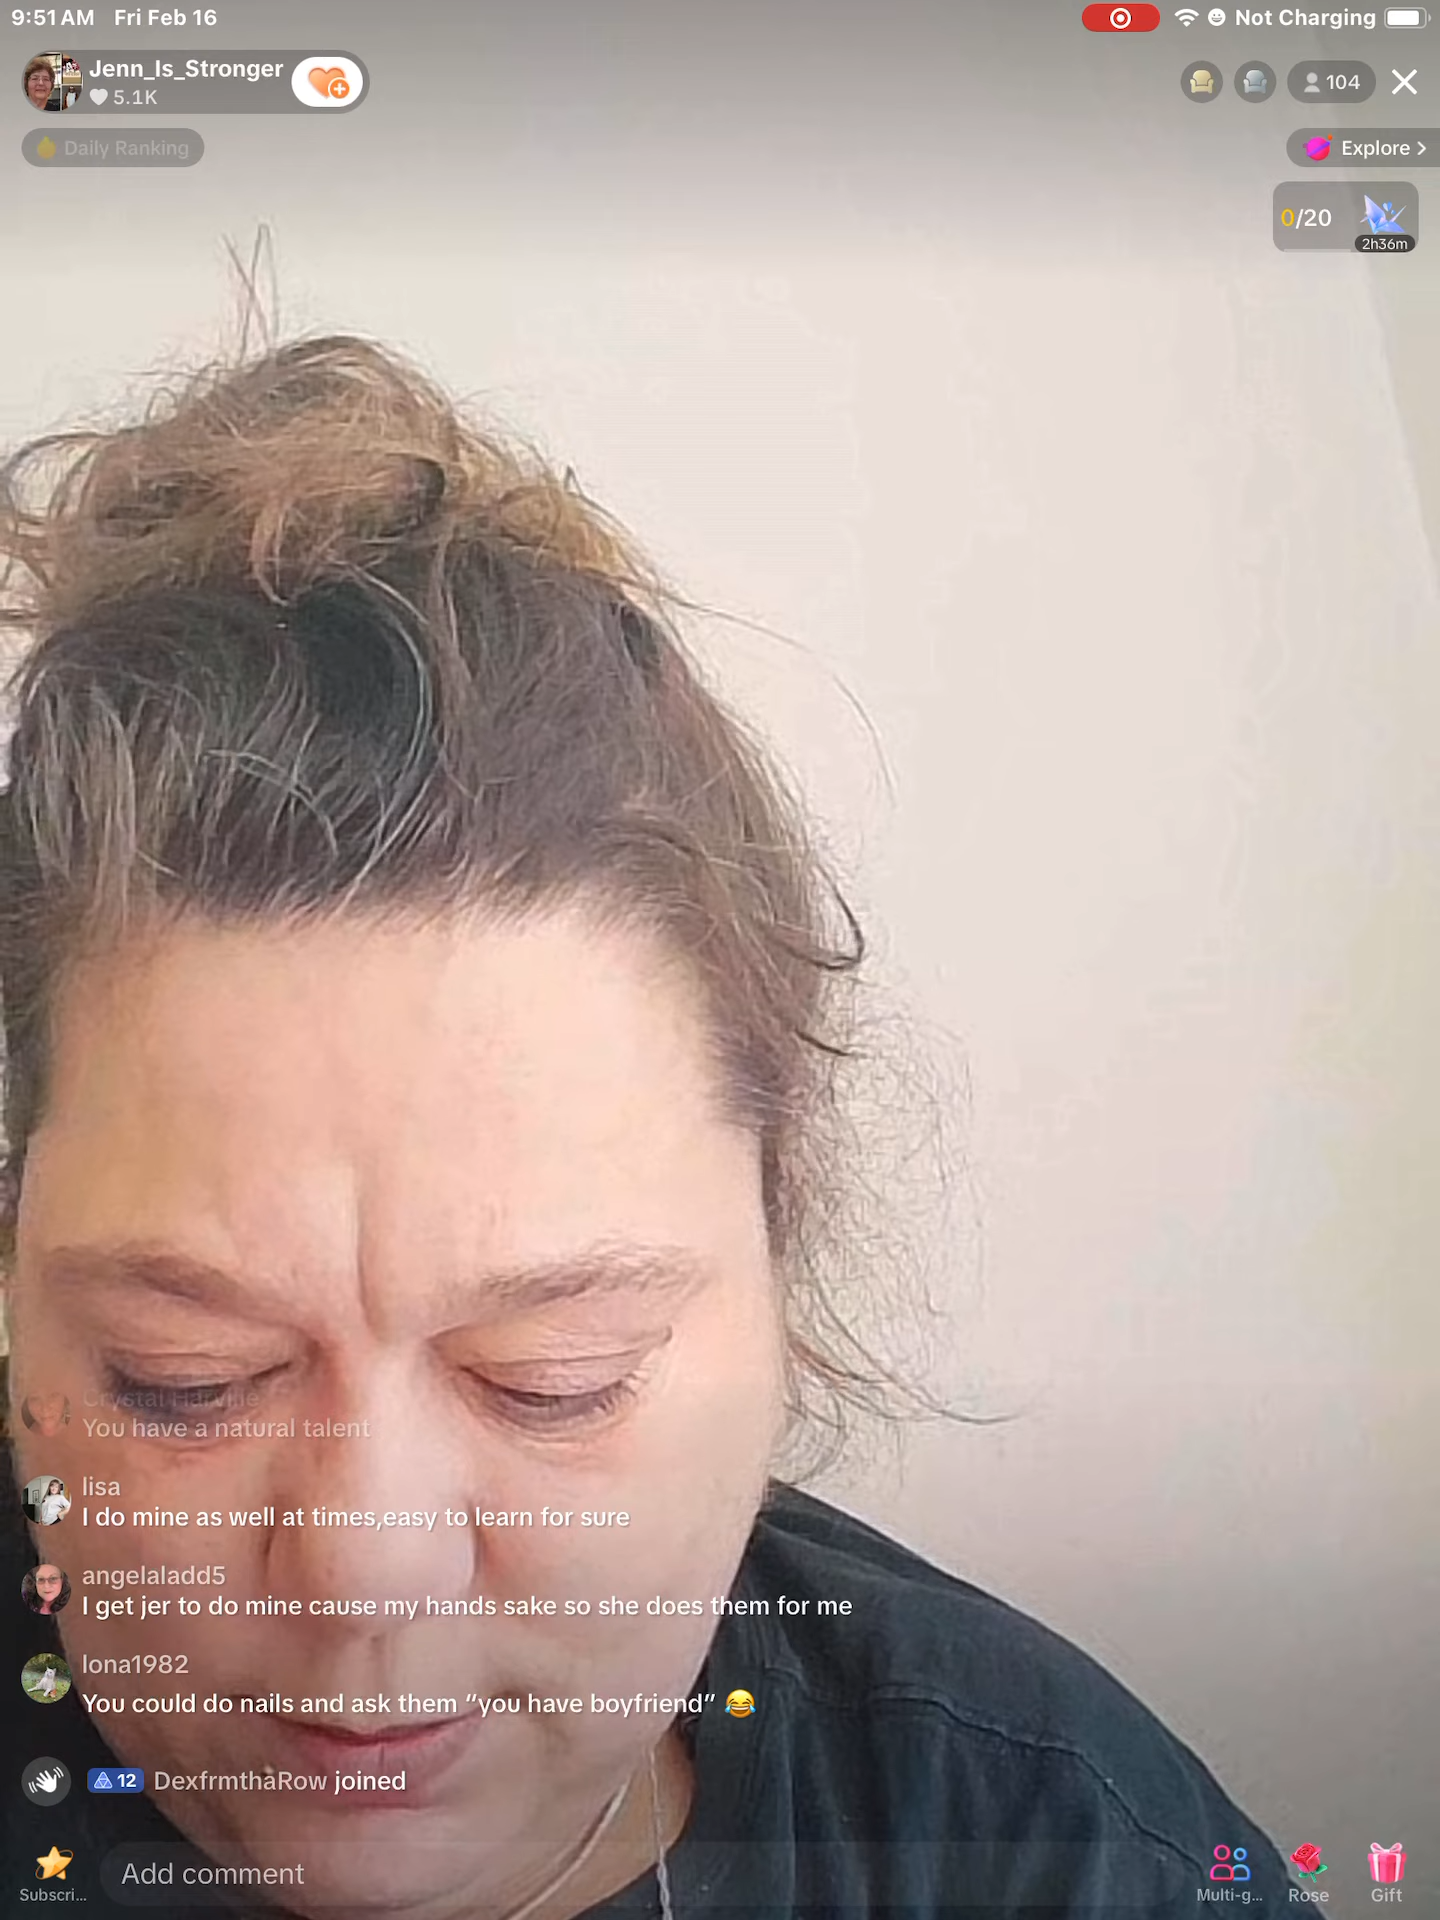 9:51 AM Fri Feb 16
Not Charging
Jenn_Is_Stronger
5.1K
104
Daily Ranking
Explore >
0/20
2h36m
Crystal Harville
You have a natural talent
lisa
I do mine as well at times,easy to learn for sure
angelaladd5
I get jer to do mine cause my hands sake so she does them for me
lona1982
You could do nails and ask them “you have boyfriend” 😂
12 DexfrmthaRow joined
Subscri...
Add comment
Multi-g...
Rose
Gift